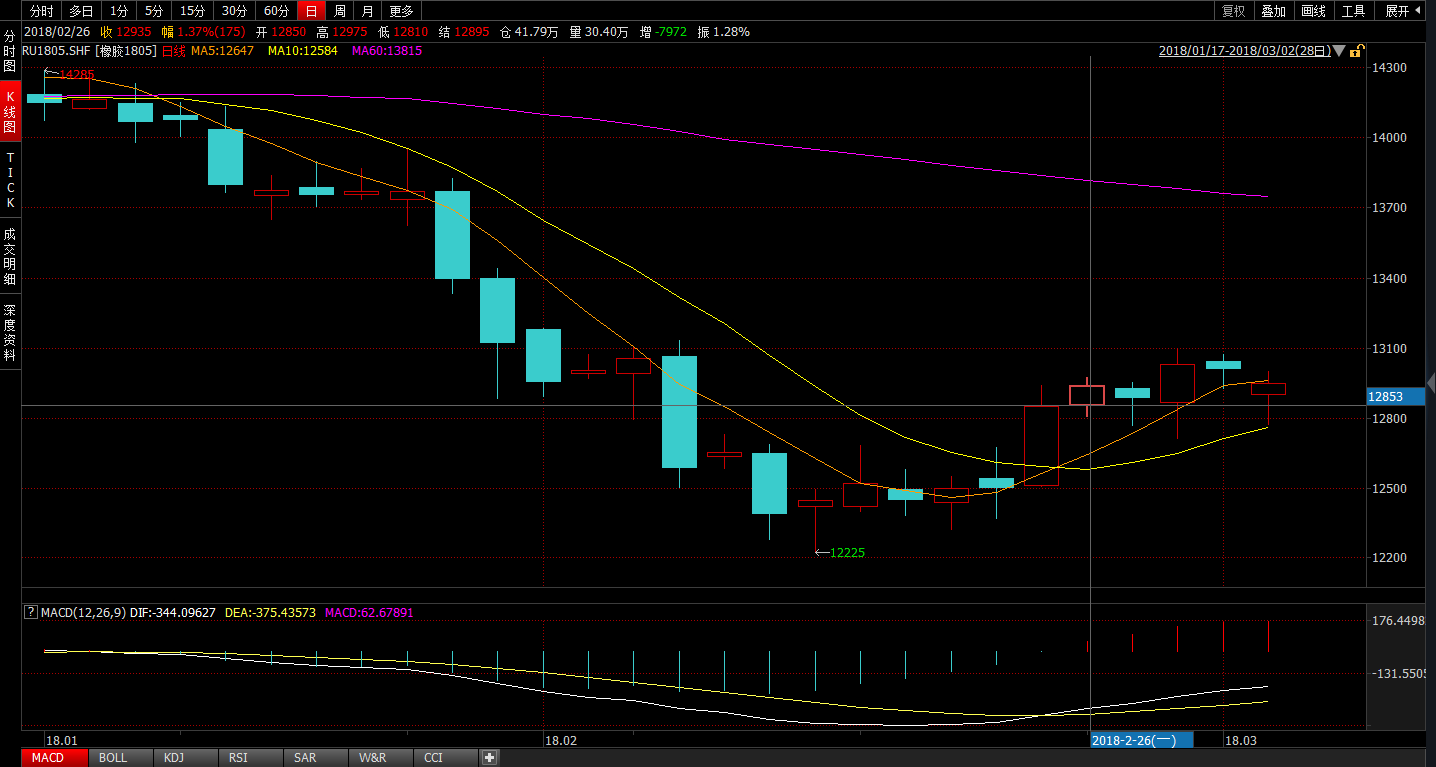 分时 多日 1分 5分 15分 30分 60分 日 周 月 更多 复权 叠加 画线 工具 展开
2018/02/26 收 12935 幅 1.37%(175) 开 12850 高 12975 低 12810 结 12895 仓 41.79万 量 30.40万 增 -7972 振 1.28%
分时图
K线图
TICK
成交明细
深度资料
RU1805.SHF [橡胶1805] 日线 MA5:12647 MA10:12584 MA60:13815 2018/01/17-2018/03/02(28日)
14285
14300
14000
13700
13400
13100
12853
12800
12500
12225
12200
? MACD(12,26,9) DIF:-344.09627 DEA:-375.43573 MACD:62.67891
176.4498
-131.5505
18.01 18.02 2018-2-26(一) 18.03
MACD BOLL KDJ RSI SAR W&R CCI